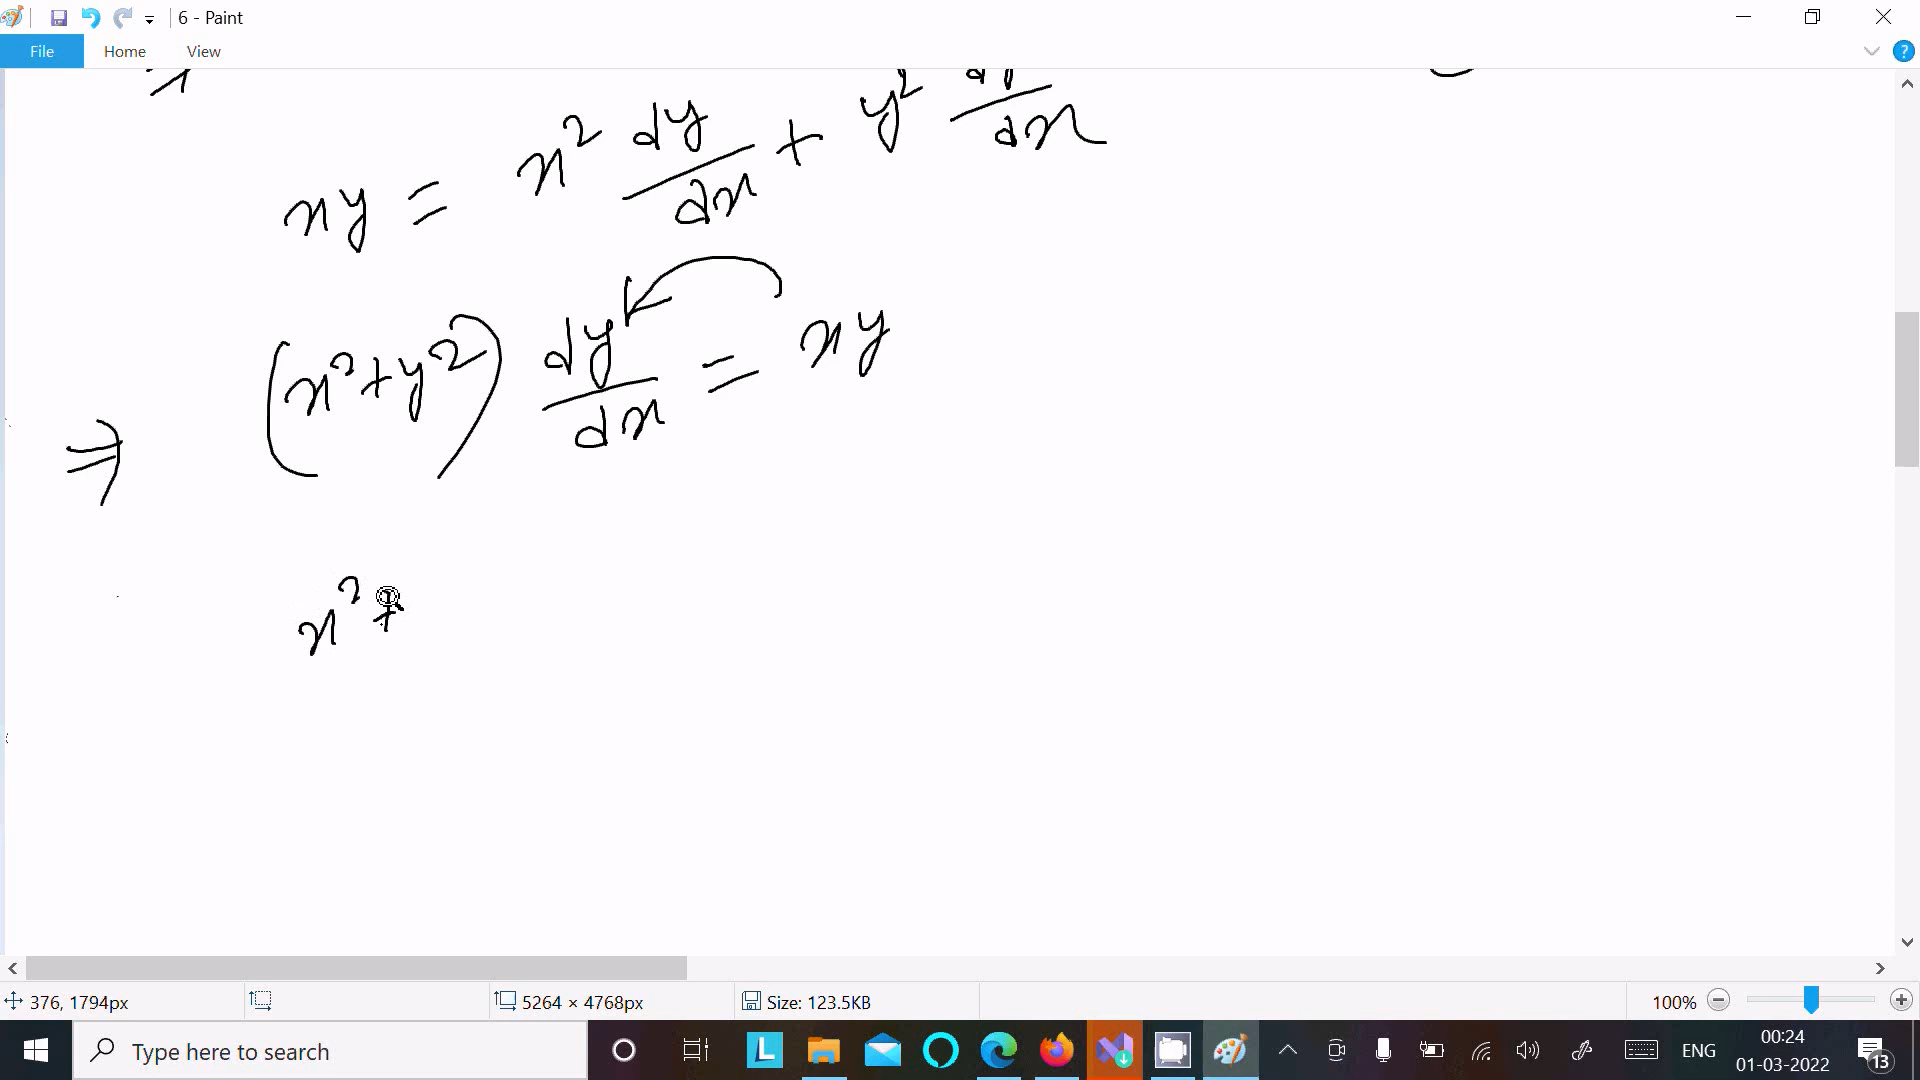 6 - Paint
File Home View
xy = x² dy/dx + y² dy/dx
⇒ (x²+y²) dy/dx = xy
x² +
376, 1794px 5264 × 4768px Size: 123.5KB 100%
Type here to search L ENG 00:24
01-03-2022 13